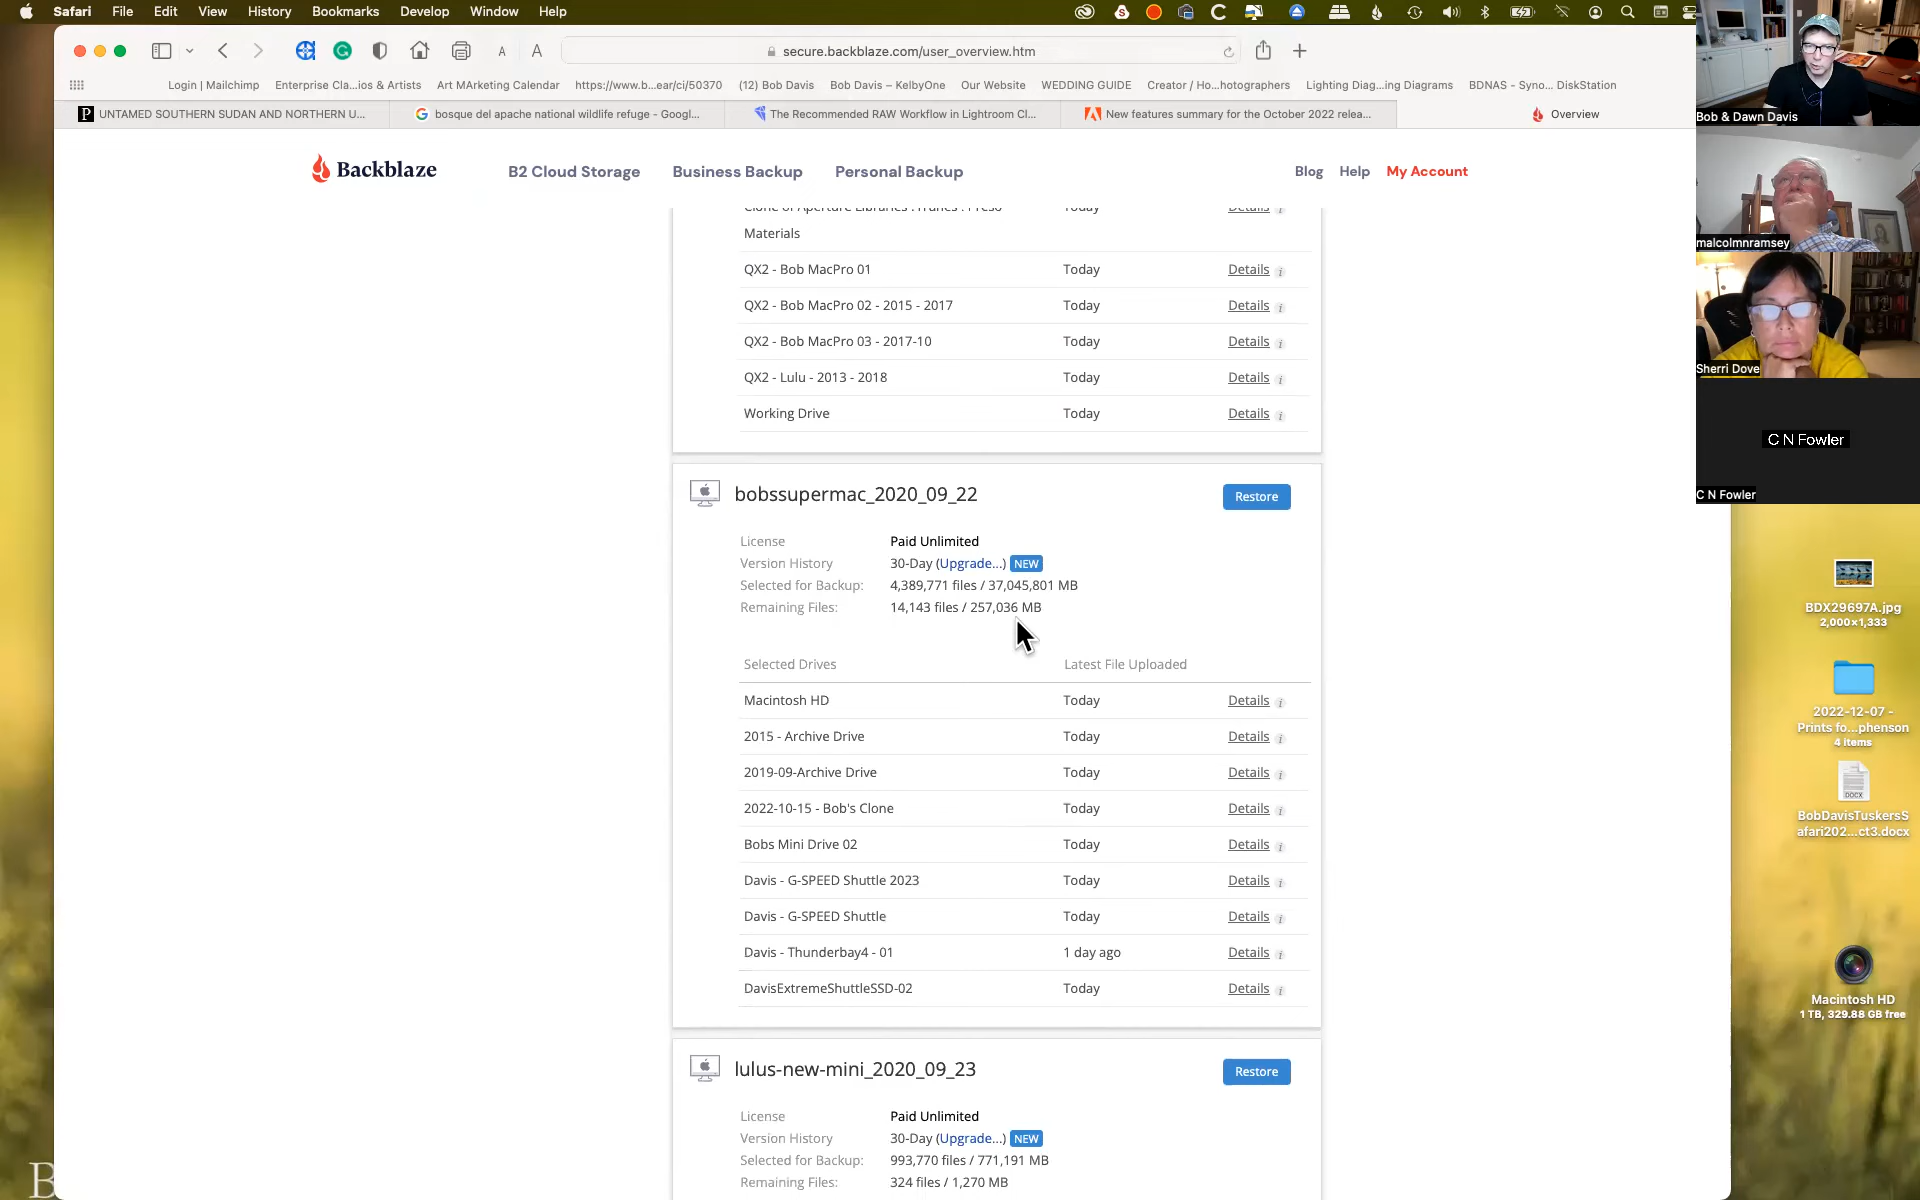 Safari File Edit View History Bookmarks Develop Window Help
secure.backblaze.com/user_overview.htm
Login | Mailchimp Enterprise Cla...ios & Artists Art MArketing Calendar https://www.b...ear/ci/50370 (12) Bob Davis Bob Davis – KelbyOne Our Website WEDDING GUIDE Creator / Ho...hotographers Lighting Diag...ing Diagrams BDNAS - Syno... DiskStation
UNTAMED SOUTHERN SUDAN AND NORTHERN U... bosque del apache national wildlife refuge - Googl... The Recommended RAW Workflow in Lightroom Cl... New features summary for the October 2022 relea... Overview
Backblaze B2 Cloud Storage Business Backup Personal Backup Blog Help My Account
Clone of Aperture Libraries : iTunes : Preso Today Details
Materials
QX2 - Bob MacPro 01 Today Details
QX2 - Bob MacPro 02 - 2015 - 2017 Today Details
QX2 - Bob MacPro 03 - 2017-10 Today Details
QX2 - Lulu - 2013 - 2018 Today Details
Working Drive Today Details
bobssupermac_2020_09_22 Restore
License Paid Unlimited
Version History 30-Day (Upgrade...) NEW
Selected for Backup: 4,389,771 files / 37,045,801 MB
Remaining Files: 14,143 files / 257,036 MB
Selected Drives Latest File Uploaded
Macintosh HD Today Details
2015 - Archive Drive Today Details
2019-09-Archive Drive Today Details
2022-10-15 - Bob's Clone Today Details
Bobs Mini Drive 02 Today Details
Davis - G-SPEED Shuttle 2023 Today Details
Davis - G-SPEED Shuttle Today Details
Davis - Thunderbay4 - 01 1 day ago Details
DavisExtremeShuttleSSD-02 Today Details
lulus-new-mini_2020_09_23 Restore
License Paid Unlimited
Version History 30-Day (Upgrade...) NEW
Selected for Backup: 993,770 files / 771,191 MB
Remaining Files: 324 files / 1,270 MB
Bob & Dawn Davis
malcolmnramsey
Sherri Dove
C N Fowler
C N Fowler
BDX29697A.jpg
2,000×1,333
2022-12-07 -
Prints fo...phenson
4 items
DOCX
BobDavisTuskersS
afari202...ct3.docx
Macintosh HD
1 TB, 329.88 GB free
B